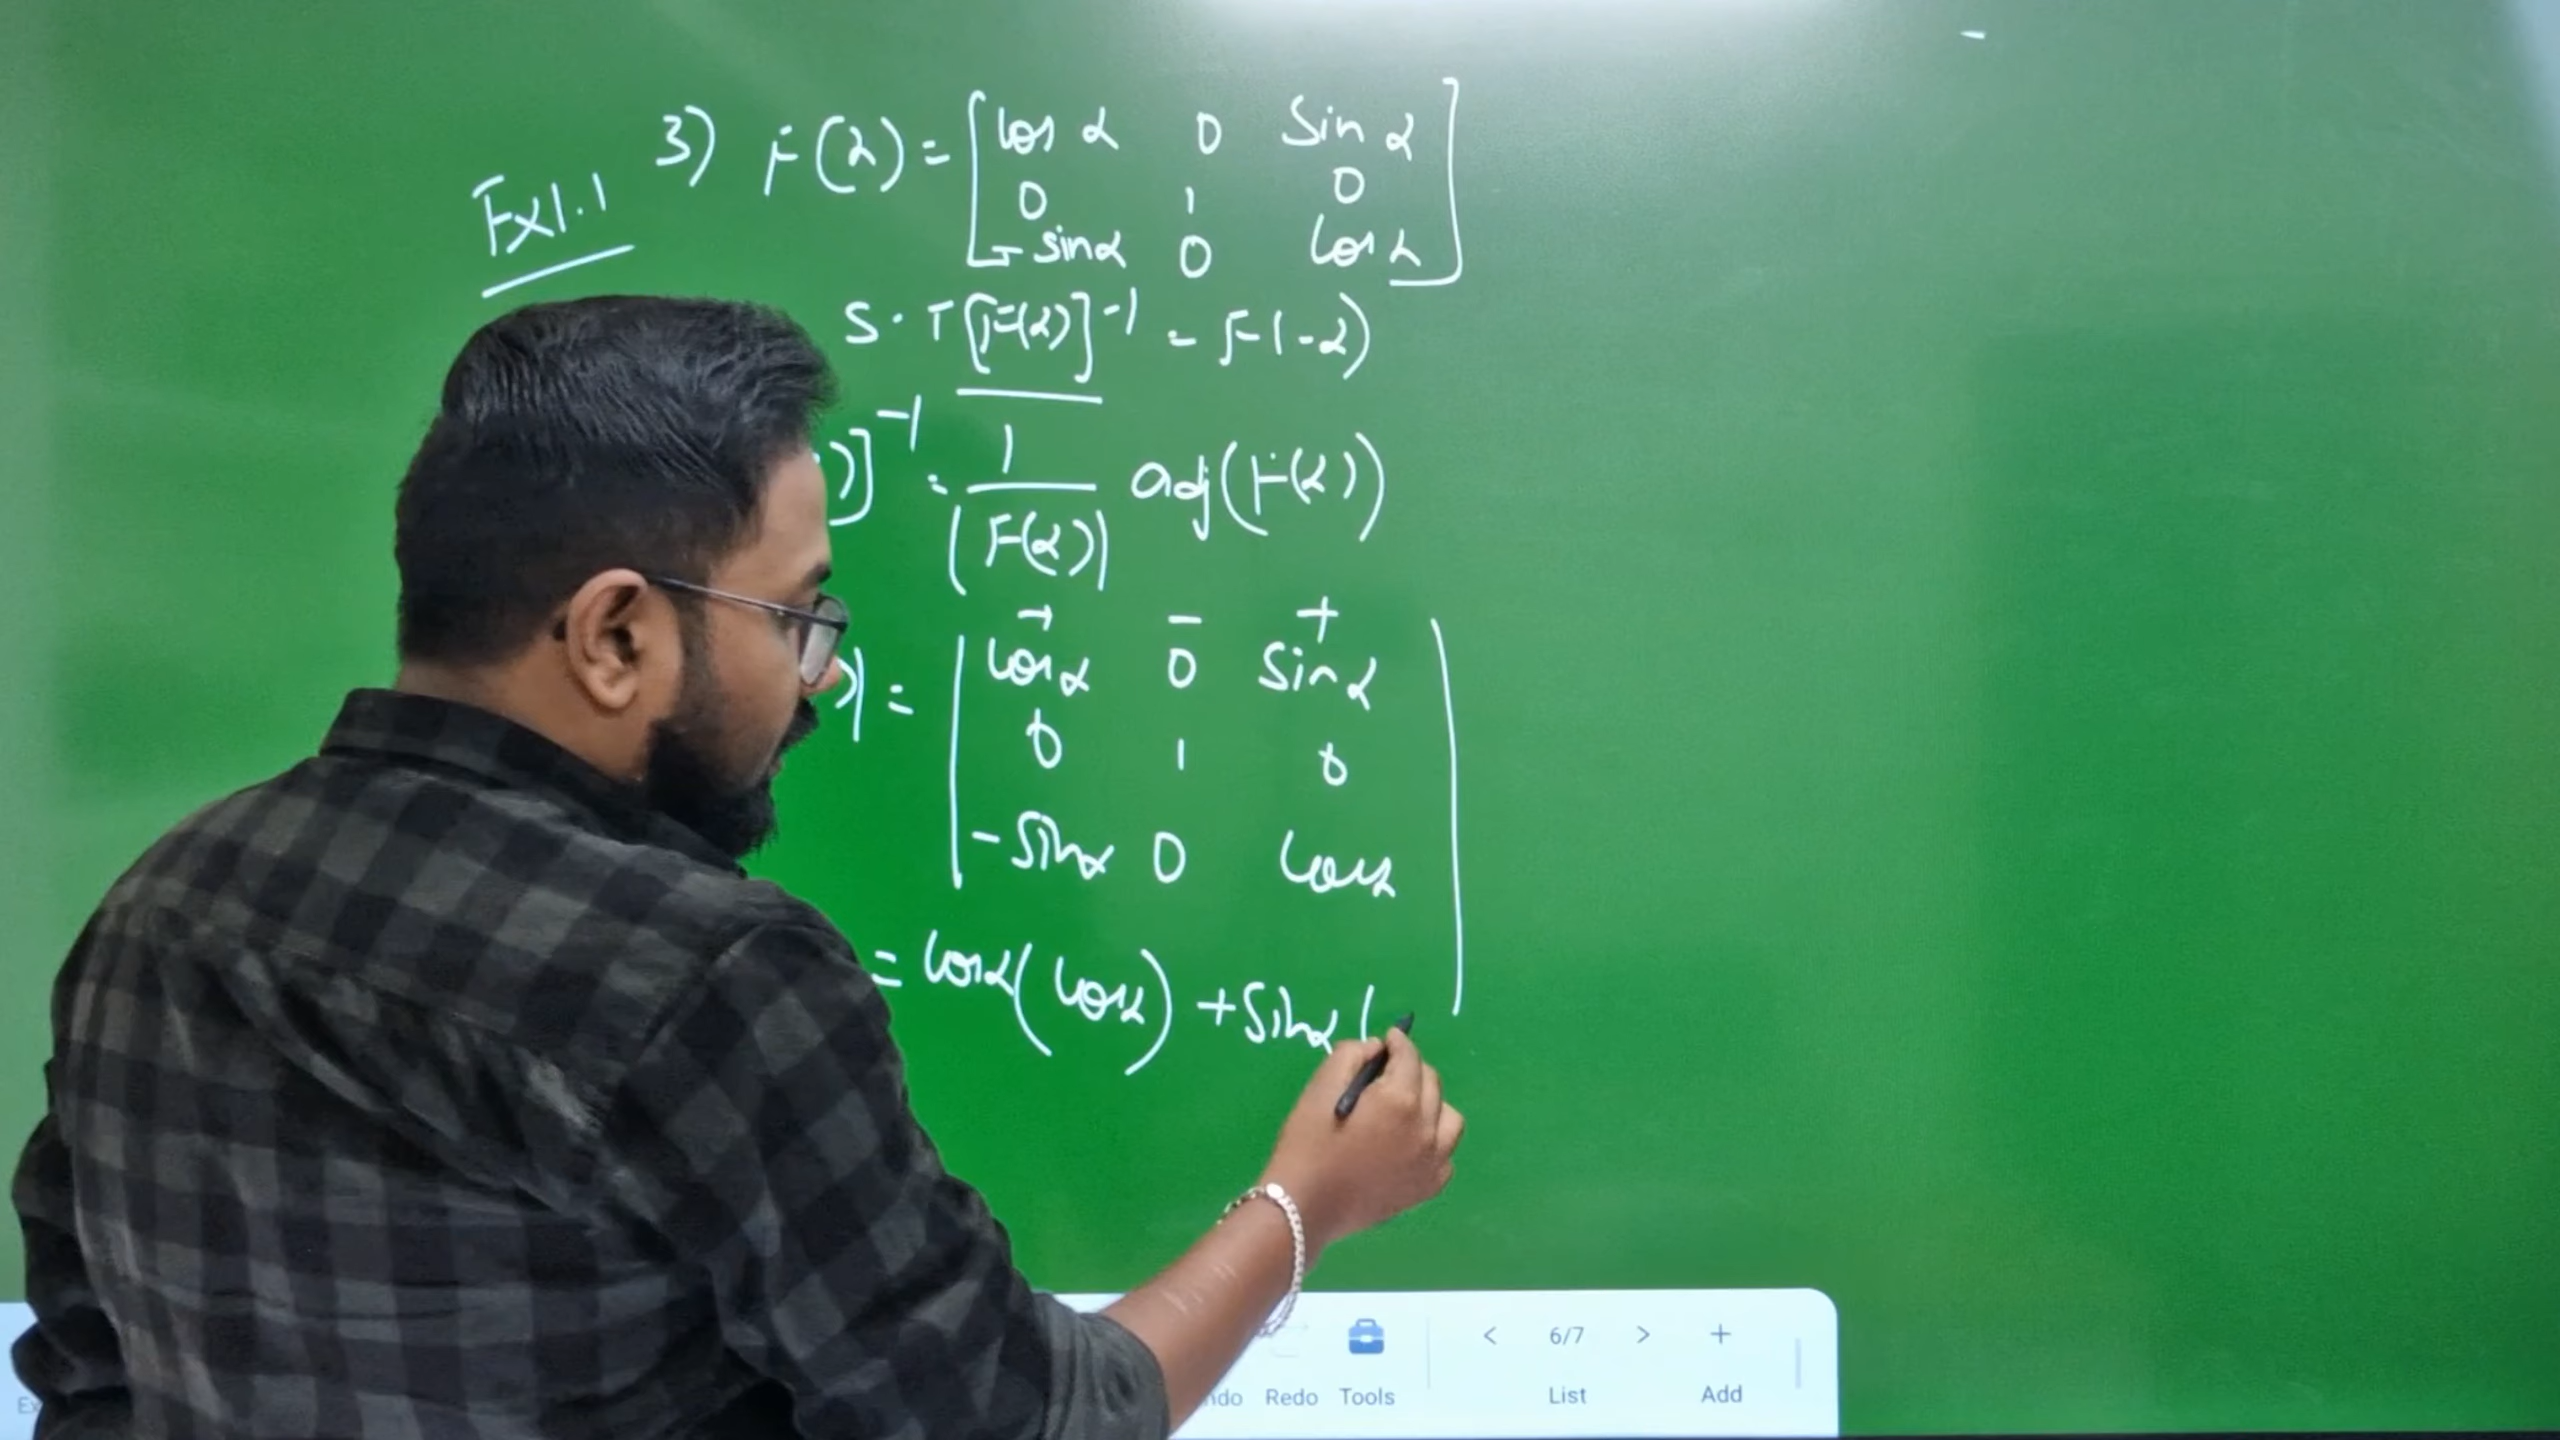 Ex1.1
3) F(α) = [cos α 0 sin α
0 1 0
-sin α 0 cos α]
S.T [F(α)]⁻¹ = F(-α)
)]⁻¹ = 1/|F(α)| adj(F(α))
+ - +
)| = |cos α 0 sin α
0 1 0
-sin α 0 cos α|
= cos α (cos α) + sin α (
Redo Tools < 6/7 List > + Add